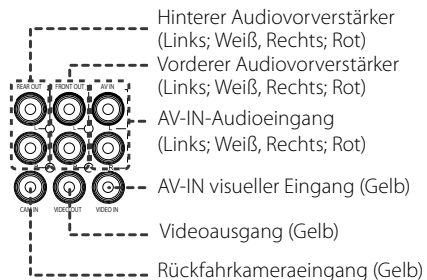 Hinterer Audiovorverstärker
(Links; Weiß, Rechts; Rot)
Vorderer Audiovorverstärker
(Links; Weiß, Rechts; Rot)
REAR OUT FRONT OUT AV IN
AV-IN-Audioeingang
(Links; Weiß, Rechts; Rot)
L L L
R R R
AV-IN visueller Eingang (Gelb)
CAM IN VIDEO OUT VIDEO IN
Videoausgang (Gelb)
Rückfahrkameraeingang (Gelb)